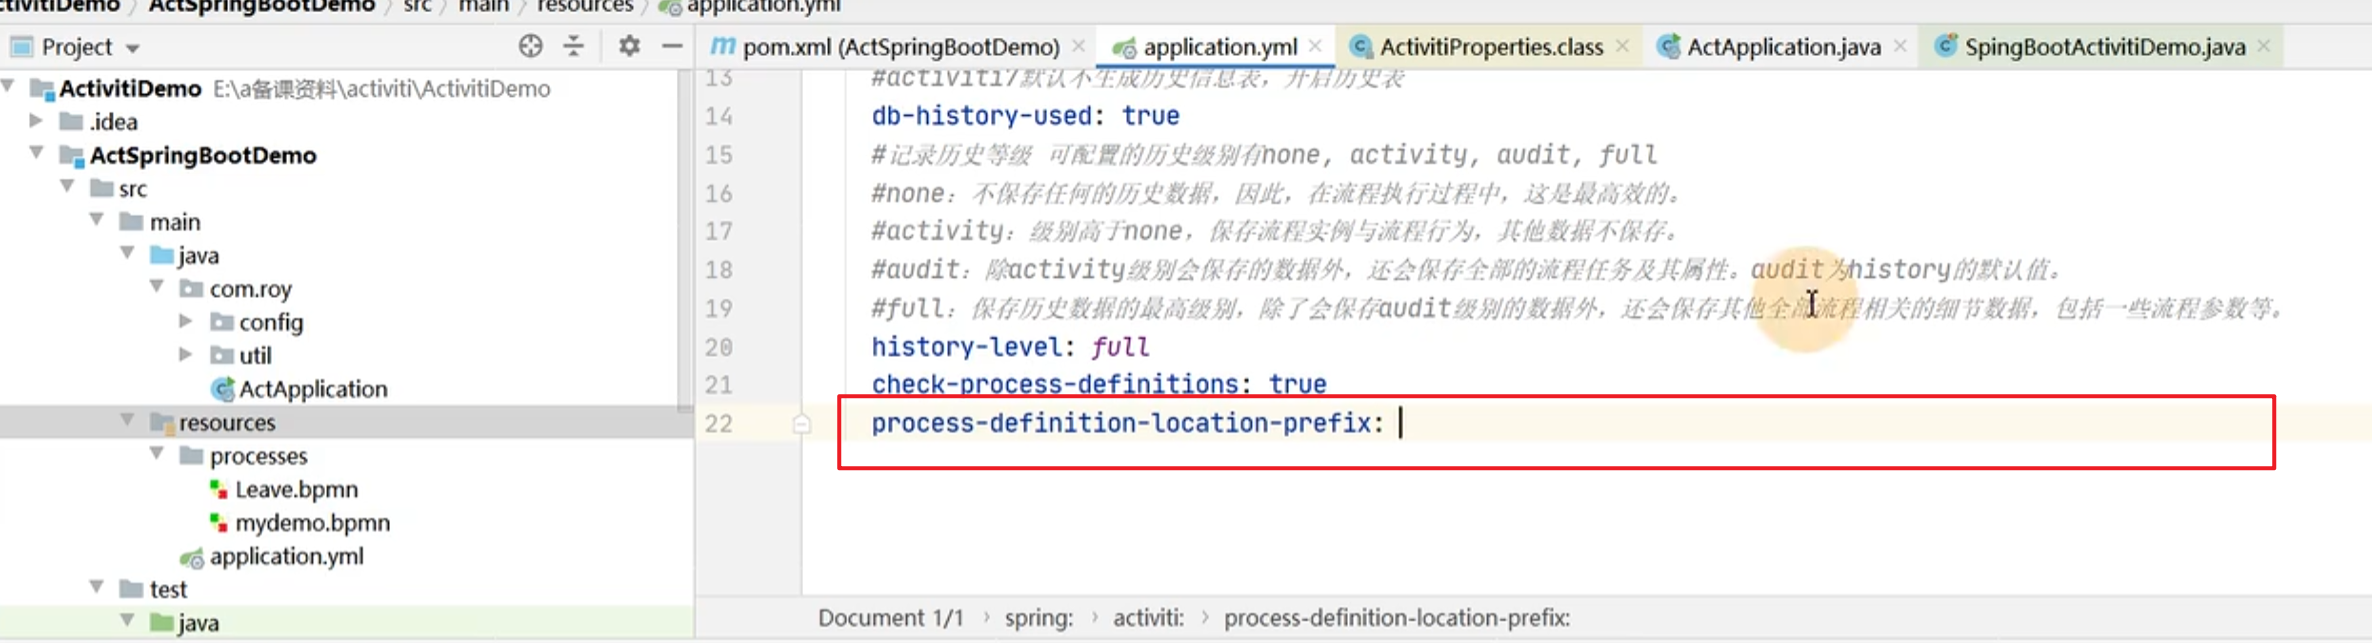 ActivitiDemo 〉 ActSpringBootDemo 〉 src 〉 main 〉 resources 〉 application.yml
Project
pom.xml (ActSpringBootDemo) ×
application.yml ×
ActivitiProperties.class ×
ActApplication.java ×
SpingBootActivitiDemo.java ×
ActivitiDemo E:\a备课资料\activiti\ActivitiDemo
.idea
ActSpringBootDemo
src
main
java
com.roy
config
util
ActApplication
resources
processes
Leave.bpmn
mydemo.bpmn
application.yml
test
java
13 #activiti7默认不生成历史信息表，开启历史表
14 db-history-used: true
15 #记录历史等级 可配置的历史级别有none, activity, audit, full
16 #none：不保存任何的历史数据，因此，在流程执行过程中，这是最高效的。
17 #activity：级别高于none，保存流程实例与流程行为，其他数据不保存。
18 #audit：除activity级别会保存的数据外，还会保存全部的流程任务及其属性。audit为history的默认值。
19 #full：保存历史数据的最高级别，除了会保存audit级别的数据外，还会保存其他全部流程相关的细节数据，包括一些流程参数等。
20 history-level: full
21 check-process-definitions: true
22 process-definition-location-prefix:
Document 1/1 › spring: › activiti: › process-definition-location-prefix: